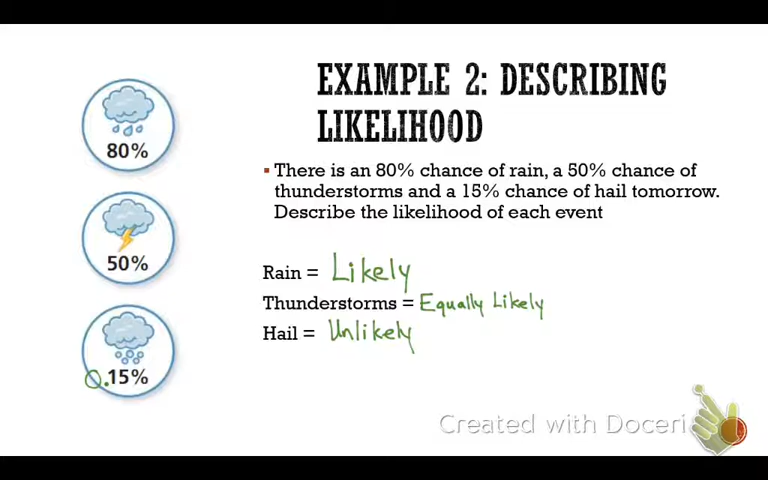 EXAMPLE 2: DESCRIBING
LIKELIHOOD
80%
▪ There is an 80% chance of rain, a 50% chance of
thunderstorms and a 15% chance of hail tomorrow.
Describe the likelihood of each event
50%
Rain = Likely
Thunderstorms = Equally Likely
Hail = Unlikely
0.15%
Created with Doceri